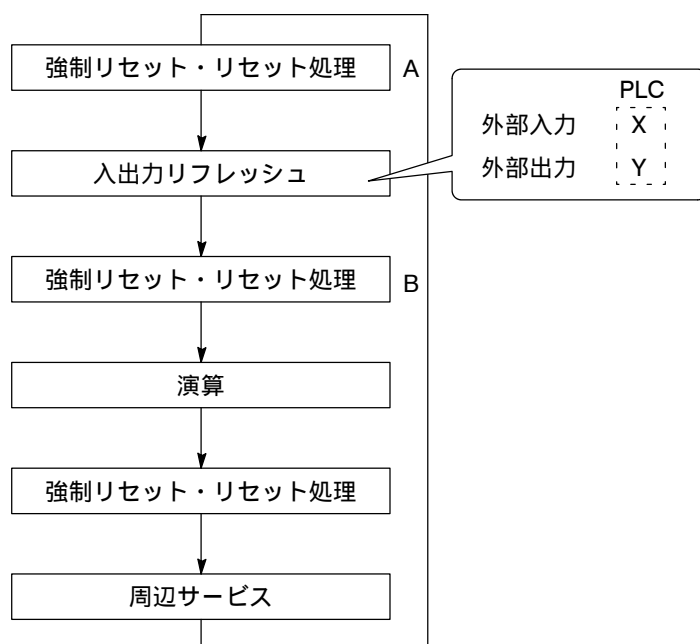 強制リセット・リセット処理 A
PLC
外部入力 X
外部出力 Y
入出力リフレッシュ
強制リセット・リセット処理 B
演算
強制リセット・リセット処理
周辺サービス